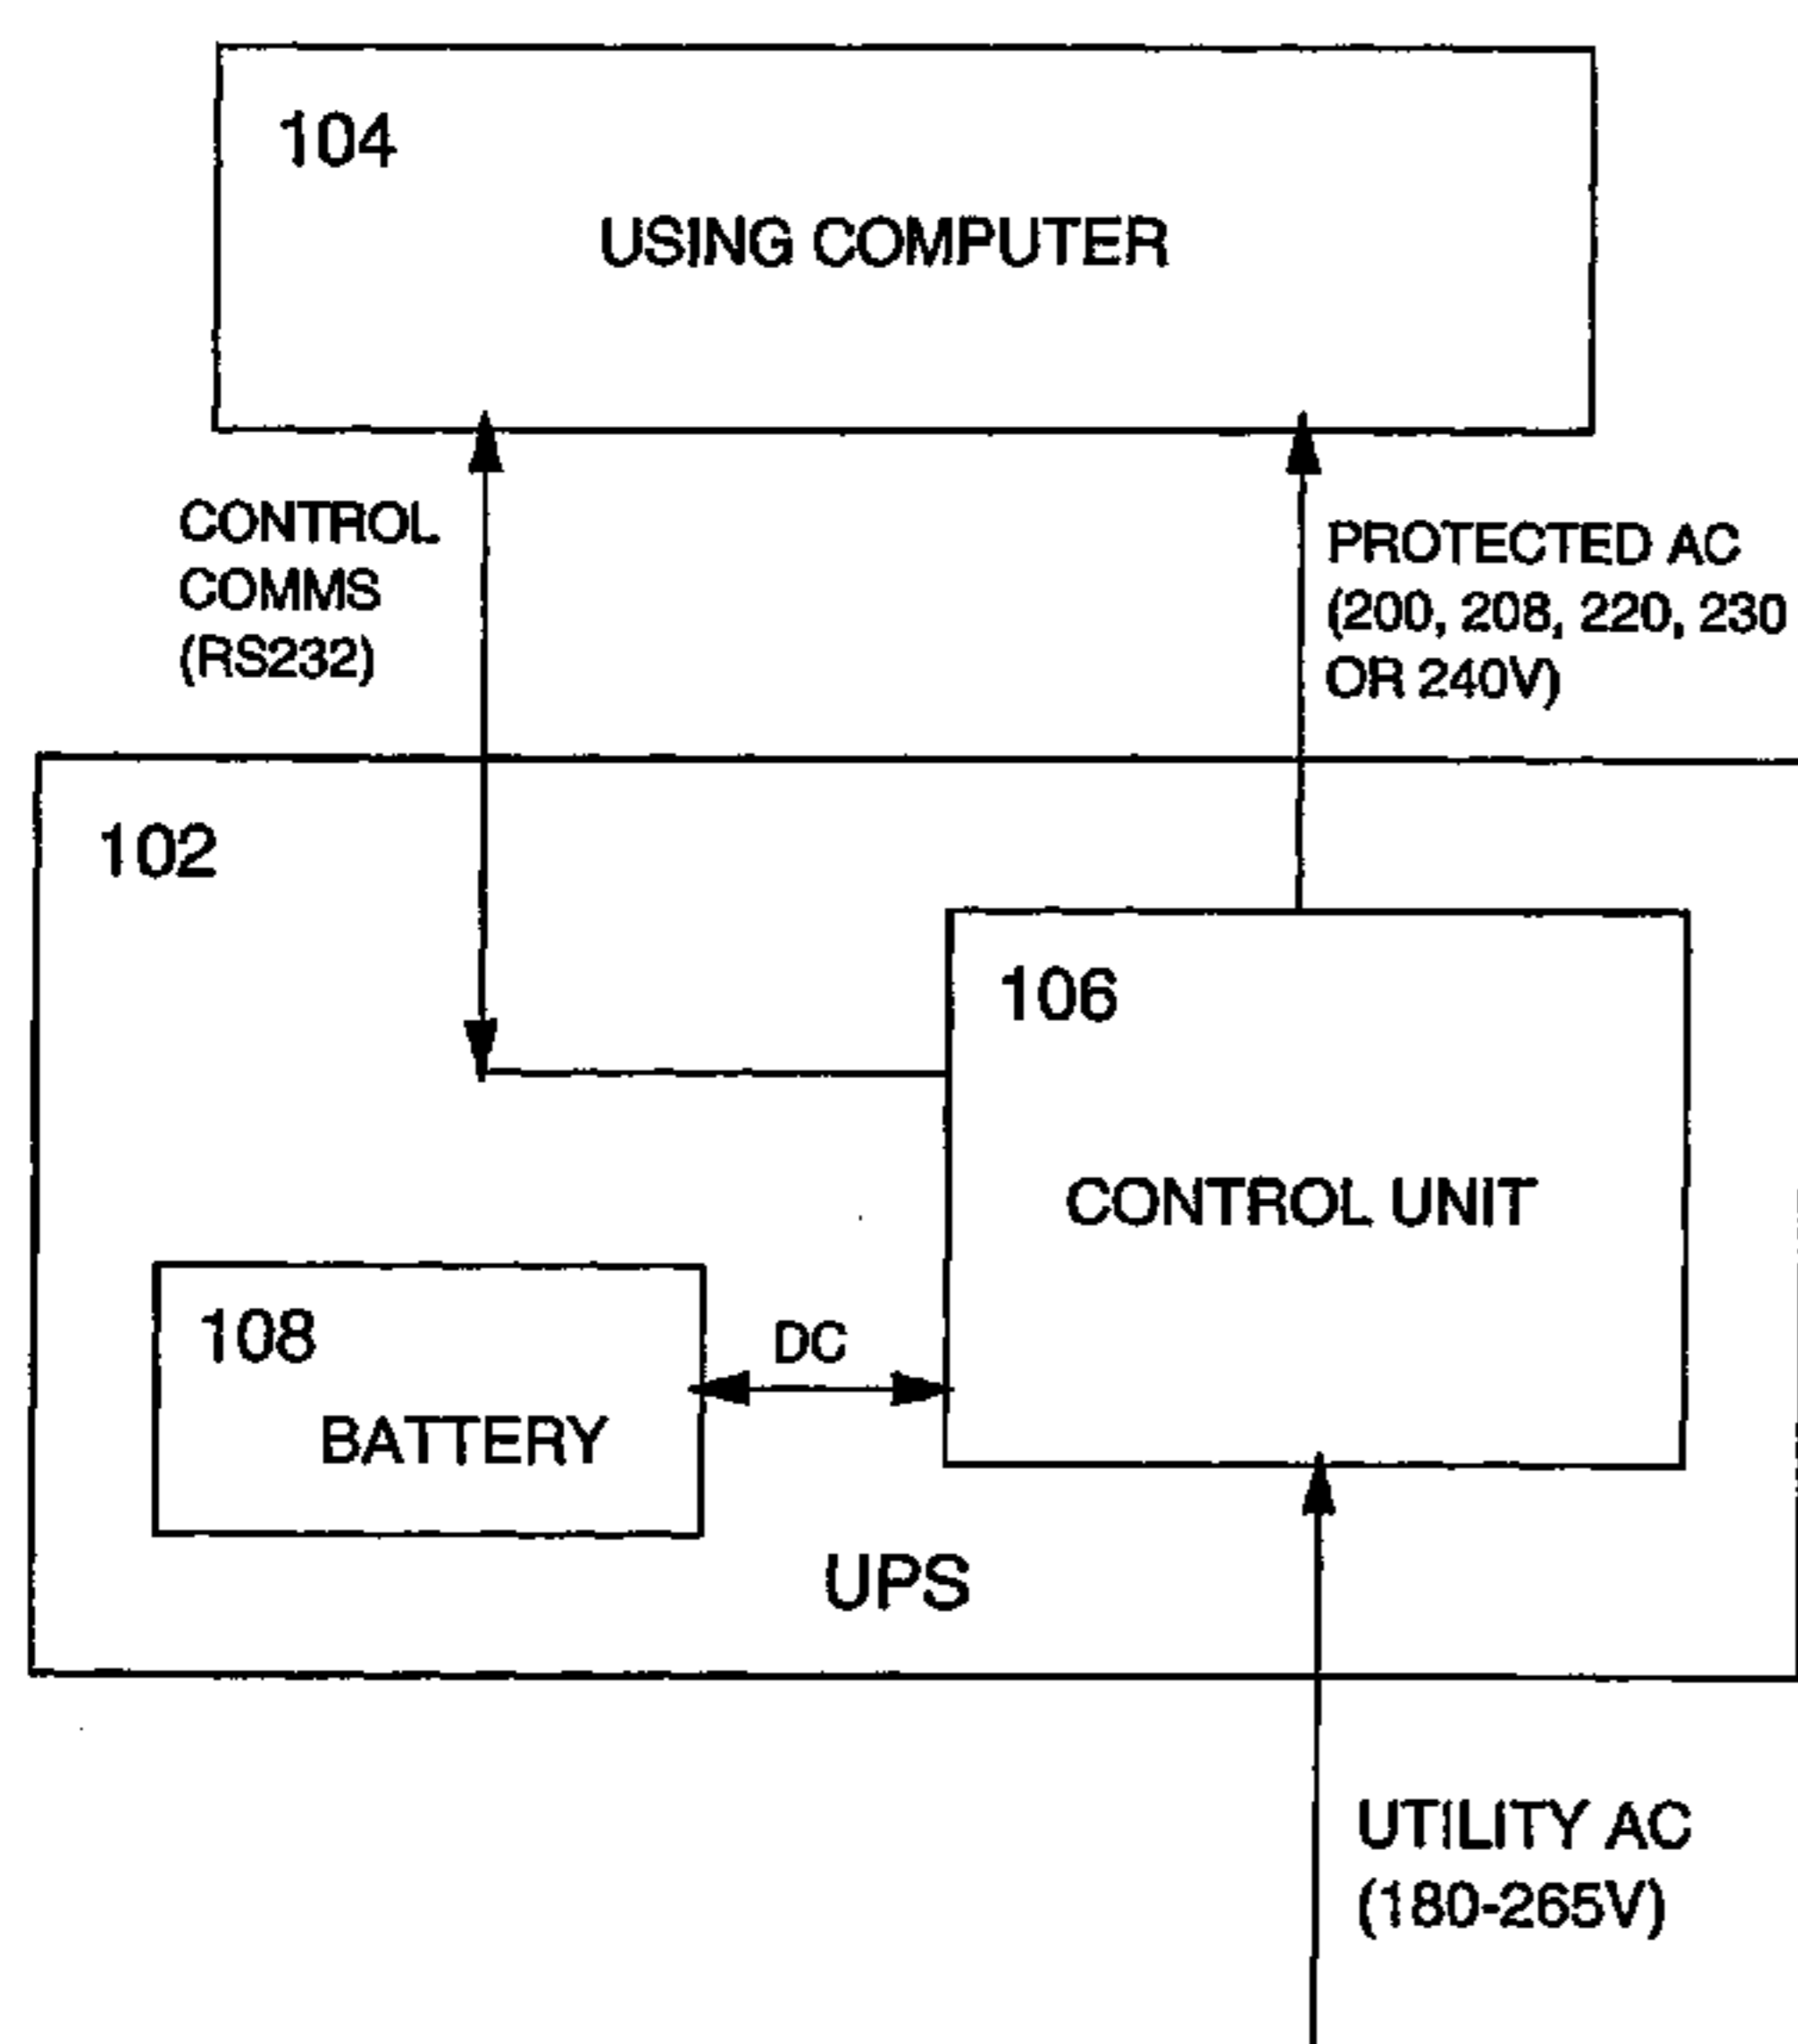 104
USING COMPUTER
CONTROL
COMMS
(RS232)
PROTECTED AC
(200, 208, 220, 230
OR 240V)
102
106
CONTROL UNIT
108
BATTERY
DC
UPS
UTILITY AC
(180-265V)